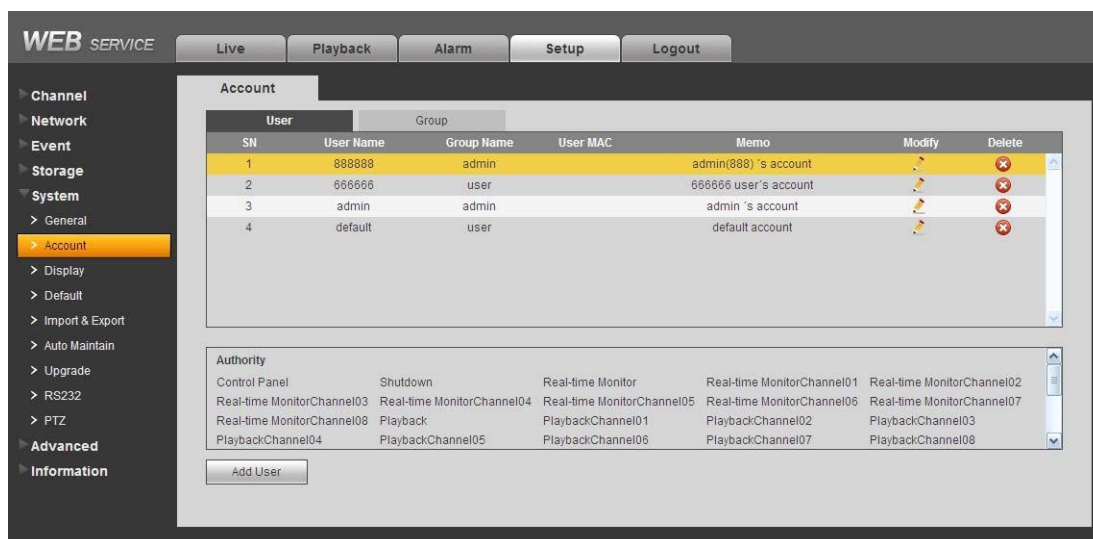 WEB SERVICE
Live Playback Alarm Setup Logout
Channel
Network
Event
Storage
System
> General
> Account
> Display
> Default
> Import & Export
> Auto Maintain
> Upgrade
> RS232
> PTZ
Advanced
Information
Account
User Group
SN User Name Group Name User MAC Memo Modify Delete
1 888888 admin admin(888) 's account
2 666666 user 666666 user's account
3 admin admin admin 's account
4 default user default account
Authority
Control Panel Shutdown Real-time Monitor Real-time MonitorChannel01 Real-time MonitorChannel02
Real-time MonitorChannel03 Real-time MonitorChannel04 Real-time MonitorChannel05 Real-time MonitorChannel06 Real-time MonitorChannel07
Real-time MonitorChannel08 Playback PlaybackChannel01 PlaybackChannel02 PlaybackChannel03
PlaybackChannel04 PlaybackChannel05 PlaybackChannel06 PlaybackChannel07 PlaybackChannel08
Add User